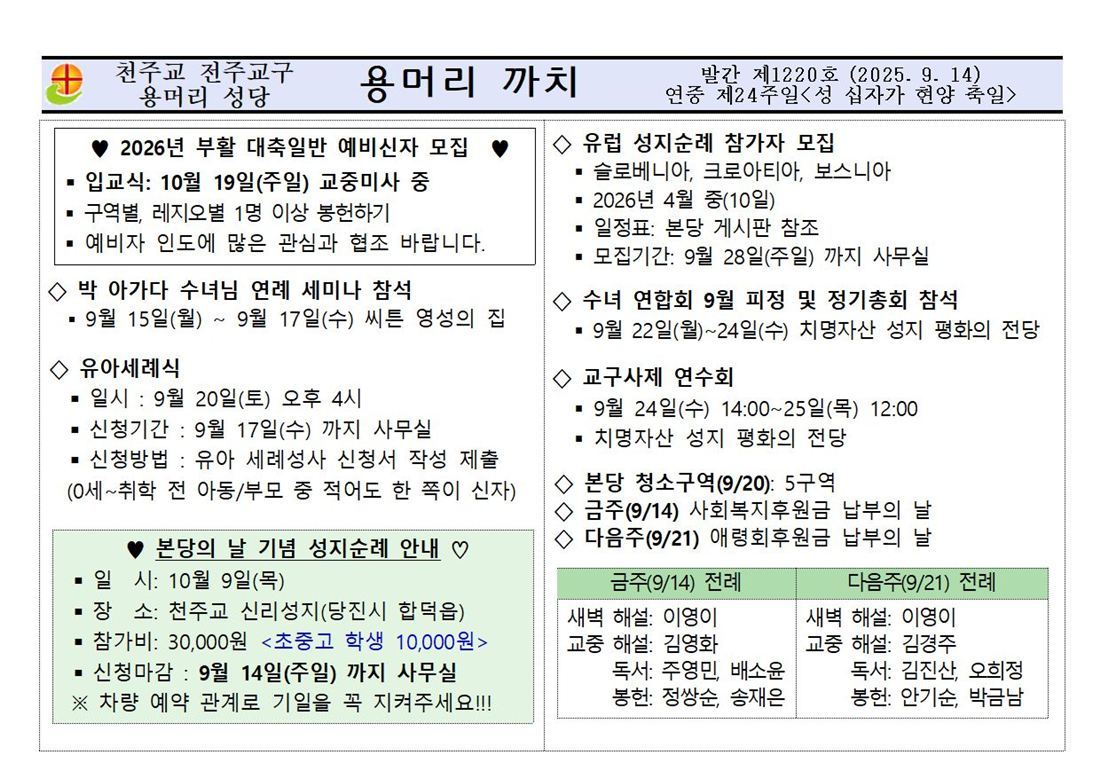 천주교 전주교구
용머리 성당
용머리 까치
발간 제1220호 (2025. 9. 14)
연중 제24주일<성 십자가 현양 축일>
♥ 2026년 부활 대축일반 예비신자 모집 ♥
▪ 입교식: 10월 19일(주일) 교중미사 중
▪ 구역별, 레지오별 1명 이상 봉헌하기
▪ 예비자 인도에 많은 관심과 협조 바랍니다.
◇ 박 아가다 수녀님 연례 세미나 참석
▪ 9월 15일(월) ~ 9월 17일(수) 씨튼 영성의 집
◇ 유아세례식
▪ 일시 : 9월 20일(토) 오후 4시
▪ 신청기간 : 9월 17일(수) 까지 사무실
▪ 신청방법 : 유아 세례성사 신청서 작성 제출
(0세~취학 전 아동/부모 중 적어도 한 쪽이 신자)
♥ 본당의 날 기념 성지순례 안내 ♡
▪ 일 시: 10월 9일(목)
▪ 장 소: 천주교 신리성지(당진시 합덕읍)
▪ 참가비: 30,000원 <초중고 학생 10,000원>
▪ 신청마감 : 9월 14일(주일) 까지 사무실
※ 차량 예약 관계로 기일을 꼭 지켜주세요!!!
◇ 유럽 성지순례 참가자 모집
▪ 슬로베니아, 크로아티아, 보스니아
▪ 2026년 4월 중(10일)
▪ 일정표: 본당 게시판 참조
▪ 모집기간: 9월 28일(주일) 까지 사무실
◇ 수녀 연합회 9월 피정 및 정기총회 참석
▪ 9월 22일(월)~24일(수) 치명자산 성지 평화의 전당
◇ 교구사제 연수회
▪ 9월 24일(수) 14:00~25일(목) 12:00
▪ 치명자산 성지 평화의 전당
◇ 본당 청소구역(9/20): 5구역
◇ 금주(9/14) 사회복지후원금 납부의 날
◇ 다음주(9/21) 애령회후원금 납부의 날
금주(9/14) 전례
새벽 해설: 이영이
교중 해설: 김영화
독서: 주영민, 배소윤
봉헌: 정쌍순, 송재은
다음주(9/21) 전례
새벽 해설: 이영이
교중 해설: 김경주
독서: 김진산, 오희정
봉헌: 안기순, 박금남